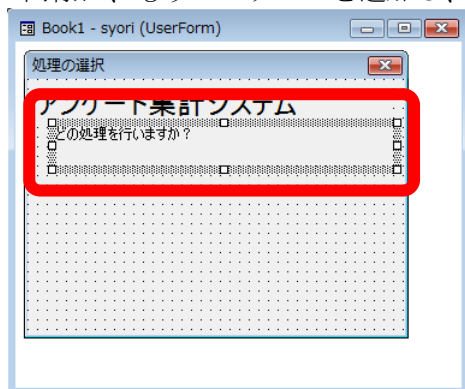 Book1 - syori (UserForm)
処理の選択
アンケート集計システム
どの処理を行いますか？